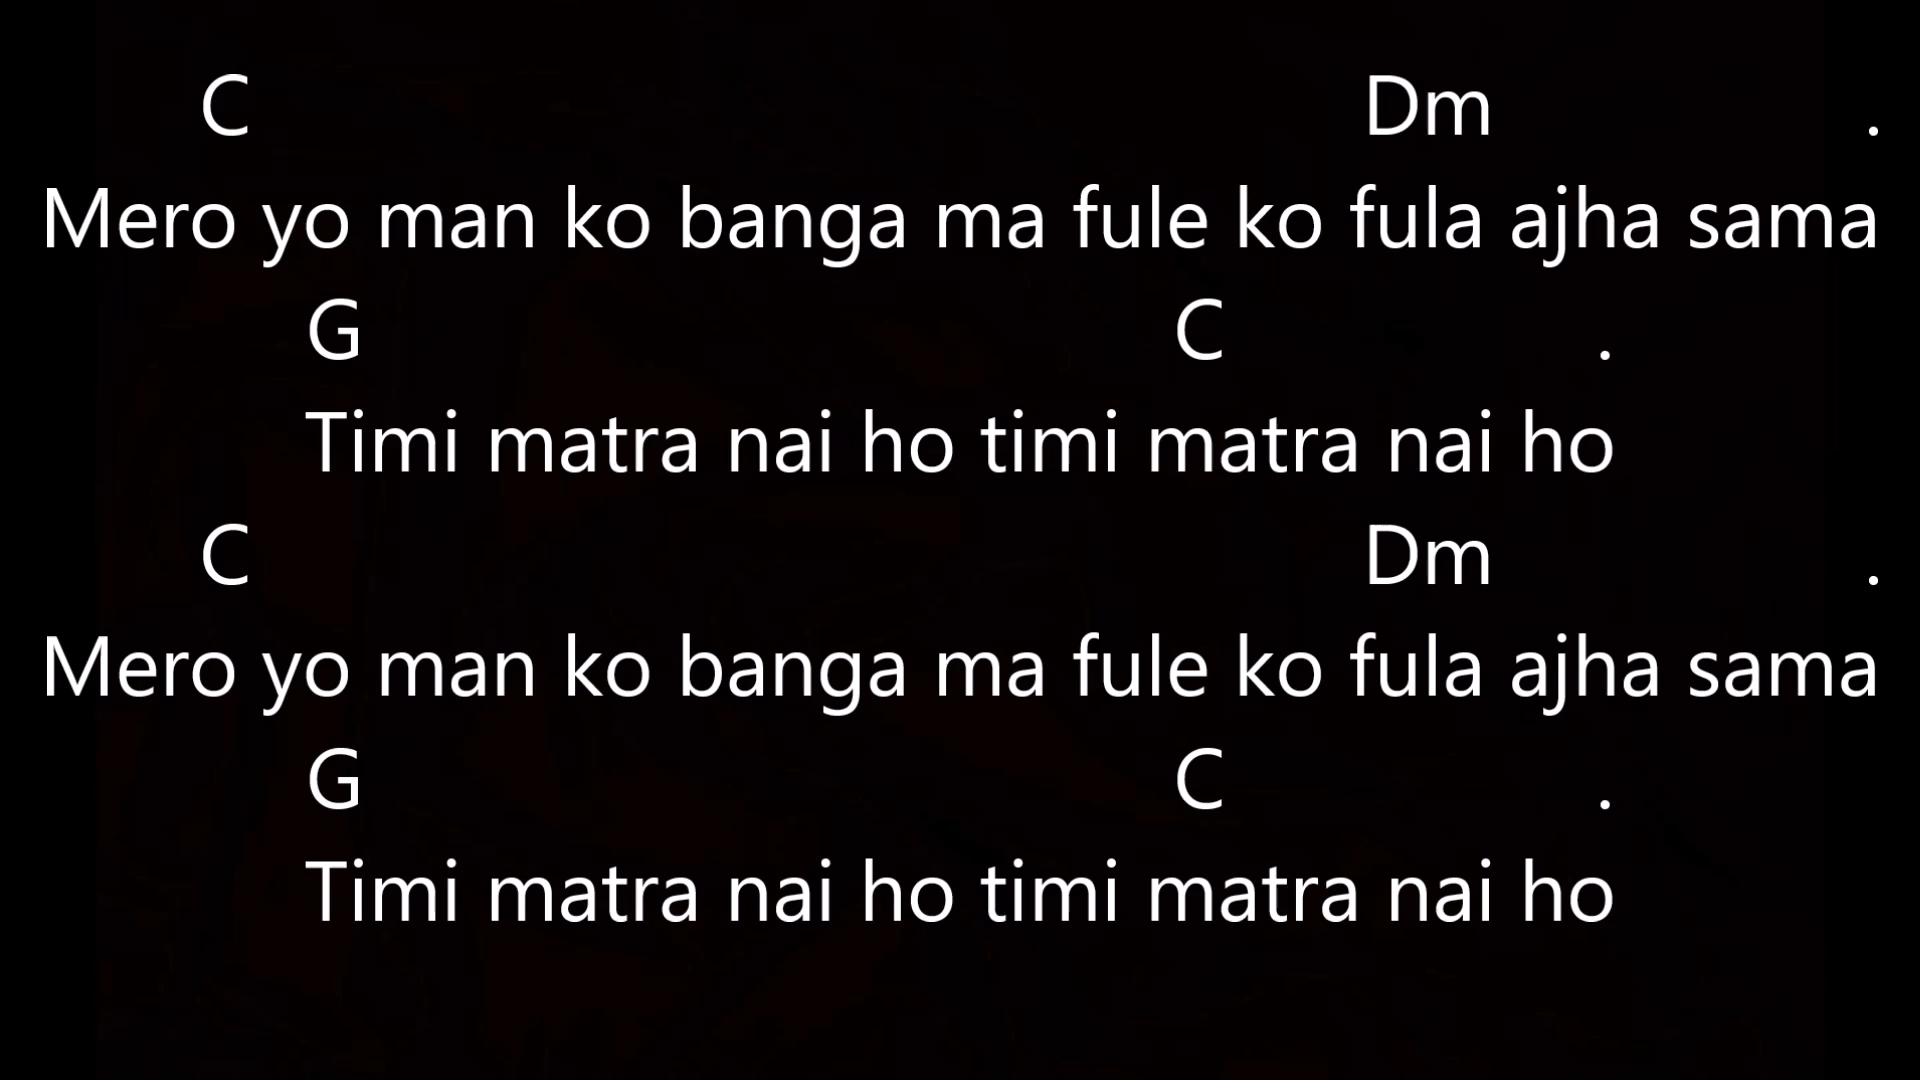 C Dm .
Mero yo man ko banga ma fule ko fula ajha sama
G C .
Timi matra nai ho timi matra nai ho
C Dm .
Mero yo man ko banga ma fule ko fula ajha sama
G C .
Timi matra nai ho timi matra nai ho